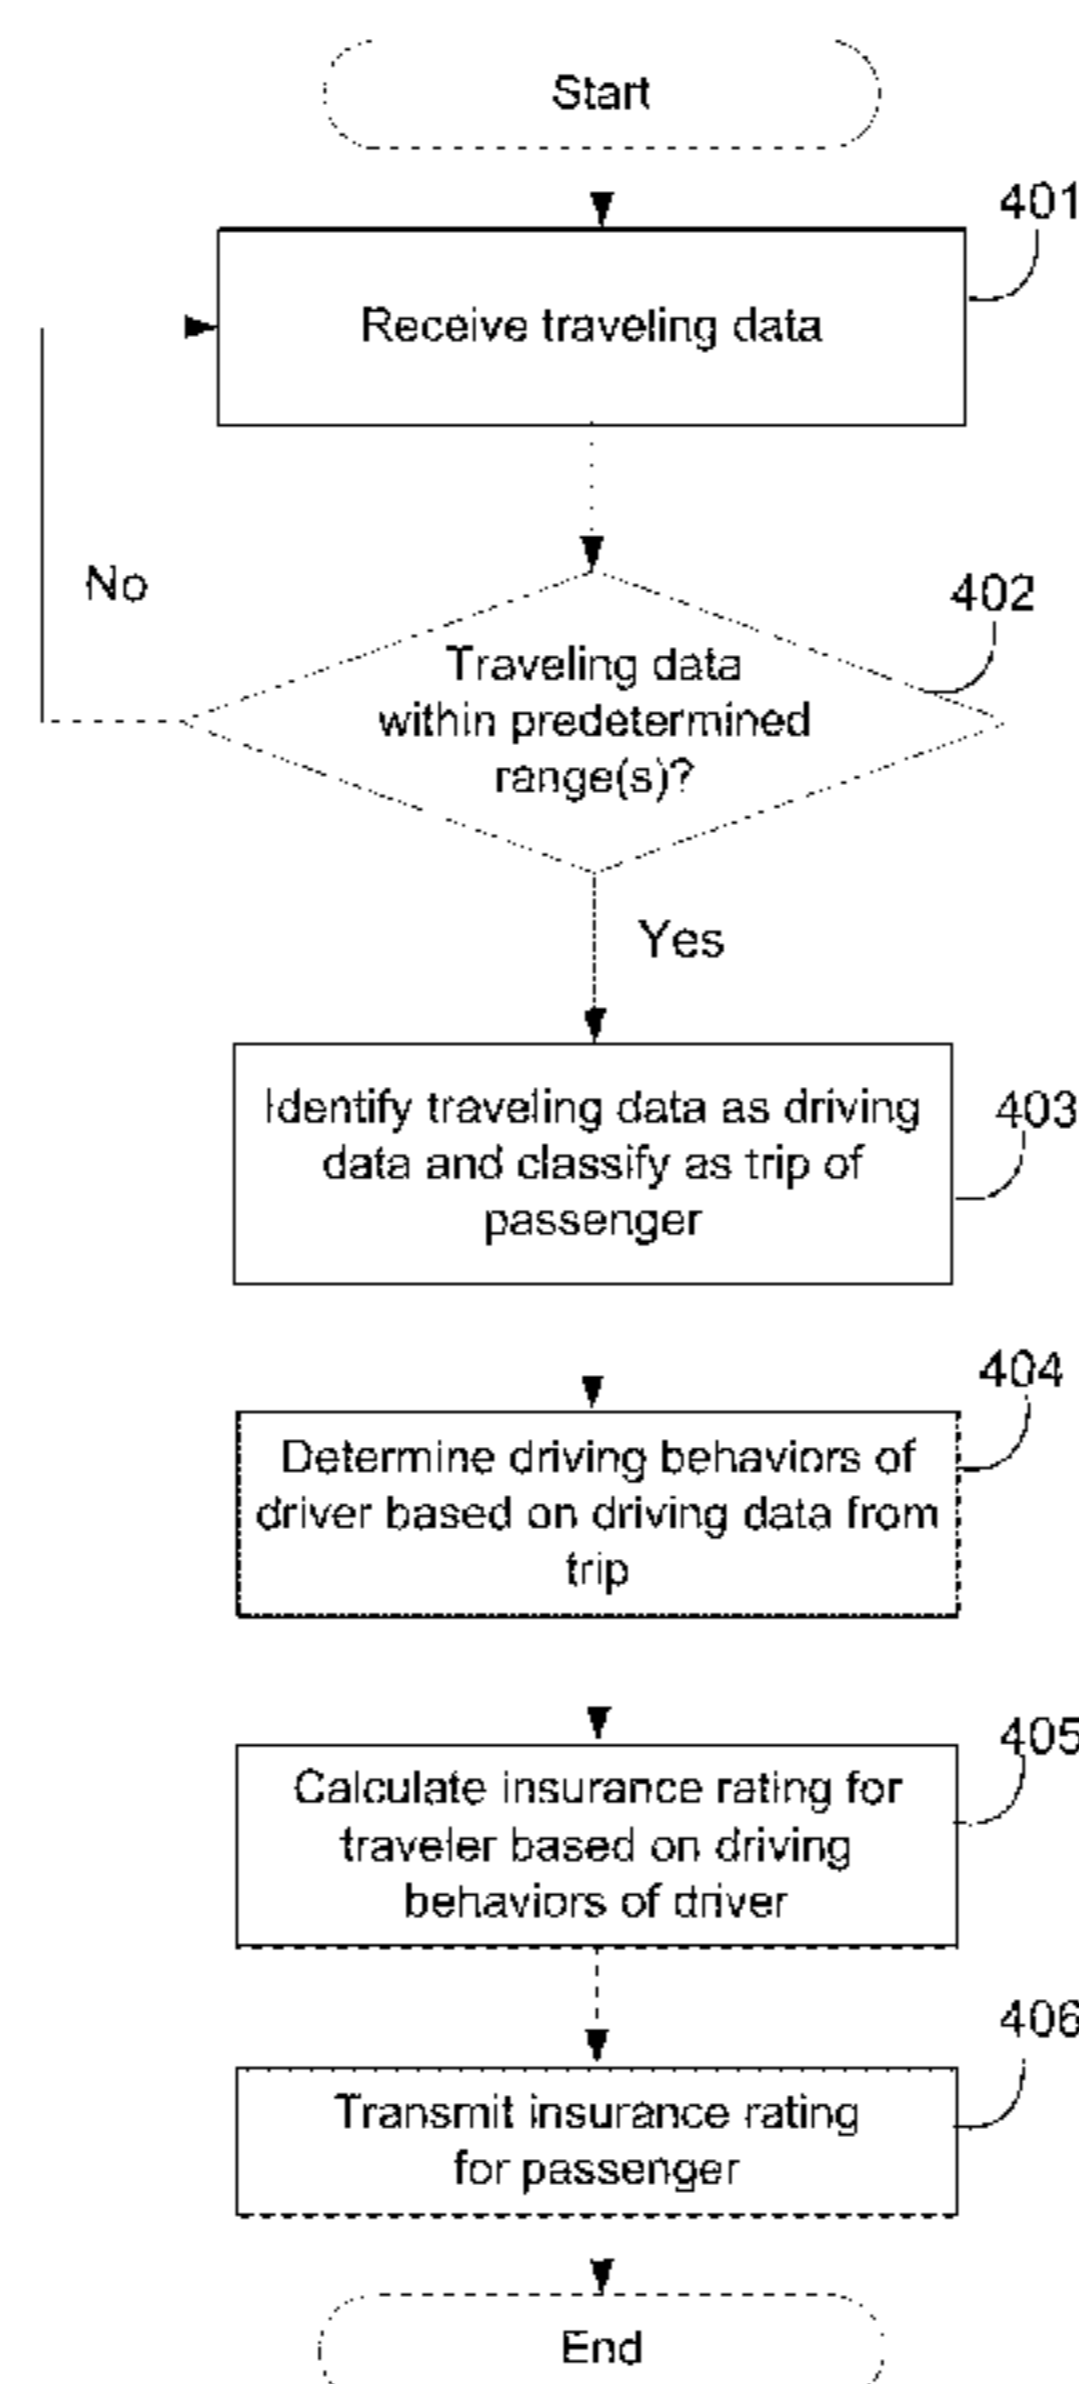 Start
401
Receive traveling data
No
402
Traveling data
within predetermined
range(s)?
Yes
Identify traveling data as driving
data and classify as trip of
passenger
403
404
Determine driving behaviors of
driver based on driving data from
trip
405
Calculate insurance rating for
traveler based on driving
behaviors of driver
406
Transmit insurance rating
for passenger
End